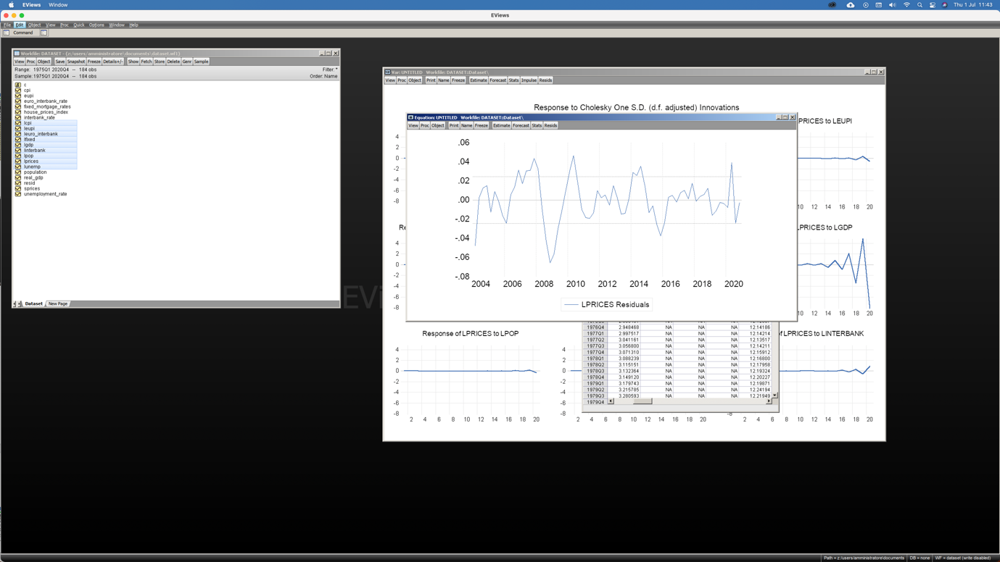 EViews Window Thu 1 Jul 11:43
EViews
File Edit Object View Proc Quick Options Window Help
Command
Workfile: DATASET - (z:\users\amministratore\documents\dataset.wf1)
View Proc Object Save Snapshot Freeze Details+/- Show Fetch Store Delete Genr Sample
Range: 1975Q1 2020Q4 -- 184 obs Filter: *
Sample: 1975Q1 2020Q4 -- 184 obs Order: Name
c
cpi
eupi
euro_interbank_rate
fixed_mortgage_rates
house_prices_index
interbank_rate
lcpi
leupi
leuro_interbank
lfixed
lgdp
linterbank
lpop
lprices
lunemp
population
real_gdp
resid
sprices
unemployment_rate
Dataset New Page
Var: UNTITLED Workfile: DATASET::Dataset\
View Proc Object Print Name Freeze Estimate Forecast Stats Impulse Resids
Response to Cholesky One S.D. (d.f. adjusted) Innovations
PRICES to LEUPI
4
2
0
-2
-4
-6
-8
10 12 14 16 18 20
Equation: UNTITLED Workfile: DATASET::Dataset\
View Proc Object Print Name Freeze Estimate Forecast Stats Resids
.06
.04
.02
.00
-.02
-.04
-.06
-.08
2004 2006 2008 2010 2012 2014 2016 2018 2020
LPRICES Residuals
Re
LPRICES to LGDP
4
2
0
-2
-4
-6
-8
10 12 14 16 18 20
1976Q4 2.948468 NA NA NA 12.14186
1977Q1 2.997517 NA NA NA 12.14214
1977Q2 3.041161 NA NA NA 12.13517
1977Q3 3.056800 NA NA NA 12.14211
1977Q4 3.071310 NA NA NA 12.15912
1978Q1 3.088239 NA NA NA 12.16800
1978Q2 3.115151 NA NA NA 12.17958
1978Q3 3.132364 NA NA NA 12.19324
1978Q4 3.149120 NA NA NA 12.20227
1979Q1 3.179743 NA NA NA 12.19871
1979Q2 3.215785 NA NA NA 12.24194
1979Q3 3.280593 NA NA NA 12.21949
1979Q4
Response of LPRICES to LPOP
of LPRICES to LINTERBANK
4 4
2 2
0 0
-2 -2
-4 -4
-6 -6
-8 -8 -8
2 4 6 8 10 12 14 16 18 20 2 4 6 8 10 12 14 16 18 20 2 4 6 8 10 12 14 16 18 20
EVi
Path = z:\users\amministratore\documents DB = none WF = dataset (write disabled)